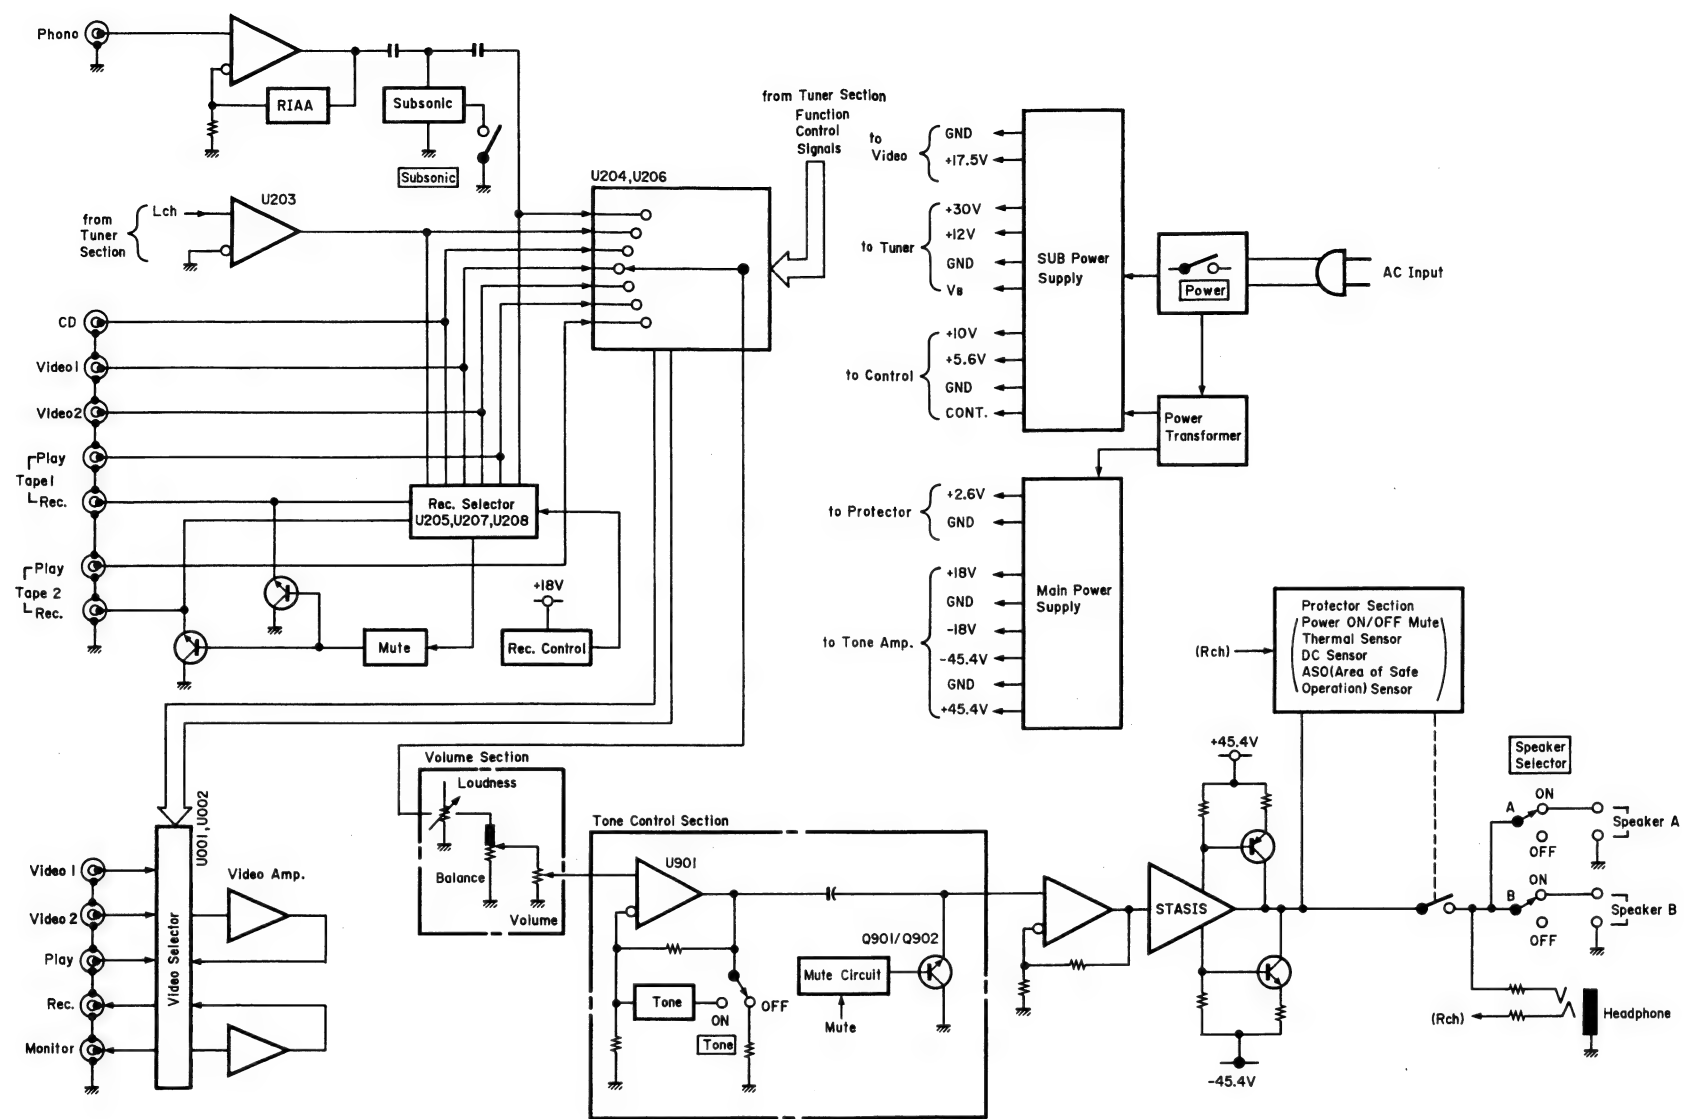 Phono
RIAA
Subsonic
Subsonic
from Tuner Section
Function
Control
Signals
U203
Lch
from
Tuner
Section
U204,U206
CD
Video1
Video2
Play
Tape1
Rec.
Play
Tape 2
Rec.
Rec. Selector
U205,U207,U208
+18V
Mute
Rec. Control
to
Video
GND
+17.5V
to Tuner
+30V
+12V
GND
VB
to Control
+10V
+5.6V
GND
CONT.
SUB Power
Supply
Power
AC Input
Power
Transformer
to Protector
+2.6V
GND
to Tone Amp.
+18V
GND
-18V
-45.4V
GND
+45.4V
Main Power
Supply
(Rch)
Protector Section
Power ON/OFF Mute
Thermal Sensor
DC Sensor
ASO(Area of Safe
Operation) Sensor
Volume Section
Loudness
Balance
Volume
Tone Control Section
U901
Tone
ON
OFF
Tone
Q901/Q902
Mute Circuit
Mute
STASIS
+45.4V
-45.4V
Speaker
Selector
A
ON
OFF
Speaker A
B
ON
OFF
Speaker B
(Rch)
Headphone
U001,U002
Video 1
Video 2
Play
Rec.
Monitor
Video Selector
Video Amp.